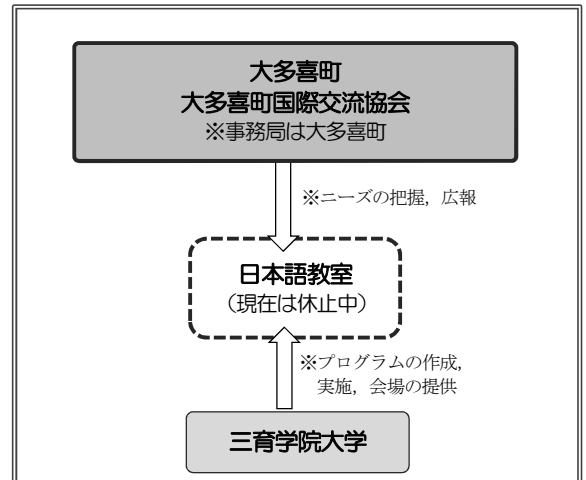 大多喜町
大多喜町国際交流協会
※事務局は大多喜町
※ニーズの把握，広報
日本語教室
（現在は休止中）
※プログラムの作成，
実施，会場の提供
三育学院大学